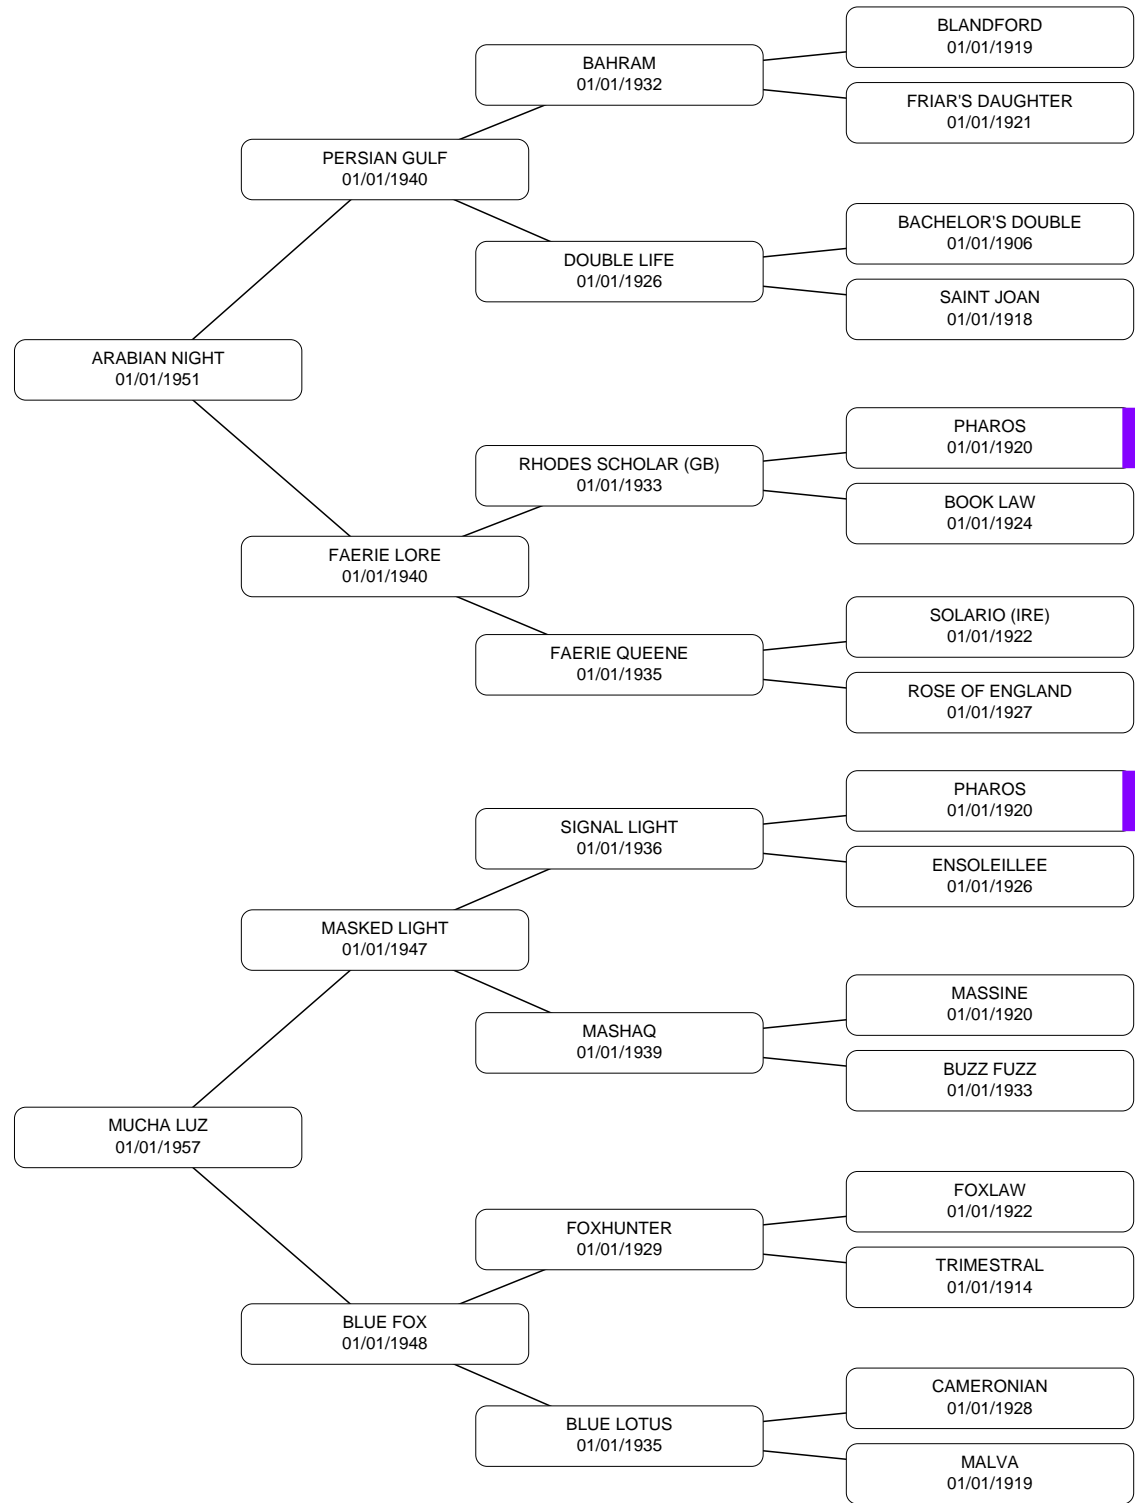 BLANDFORD
01/01/1919
BAHRAM
01/01/1932
FRIAR'S DAUGHTER
01/01/1921
PERSIAN GULF
01/01/1940
BACHELOR'S DOUBLE
01/01/1906
DOUBLE LIFE
01/01/1926
SAINT JOAN
01/01/1918
ARABIAN NIGHT
01/01/1951
PHAROS
01/01/1920
RHODES SCHOLAR (GB)
01/01/1933
BOOK LAW
01/01/1924
FAERIE LORE
01/01/1940
SOLARIO (IRE)
01/01/1922
FAERIE QUEENE
01/01/1935
ROSE OF ENGLAND
01/01/1927
PHAROS
01/01/1920
SIGNAL LIGHT
01/01/1936
ENSOLEILLEE
01/01/1926
MASKED LIGHT
01/01/1947
MASSINE
01/01/1920
MASHAQ
01/01/1939
BUZZ FUZZ
01/01/1933
MUCHA LUZ
01/01/1957
FOXLAW
01/01/1922
FOXHUNTER
01/01/1929
TRIMESTRAL
01/01/1914
BLUE FOX
01/01/1948
CAMERONIAN
01/01/1928
BLUE LOTUS
01/01/1935
MALVA
01/01/1919